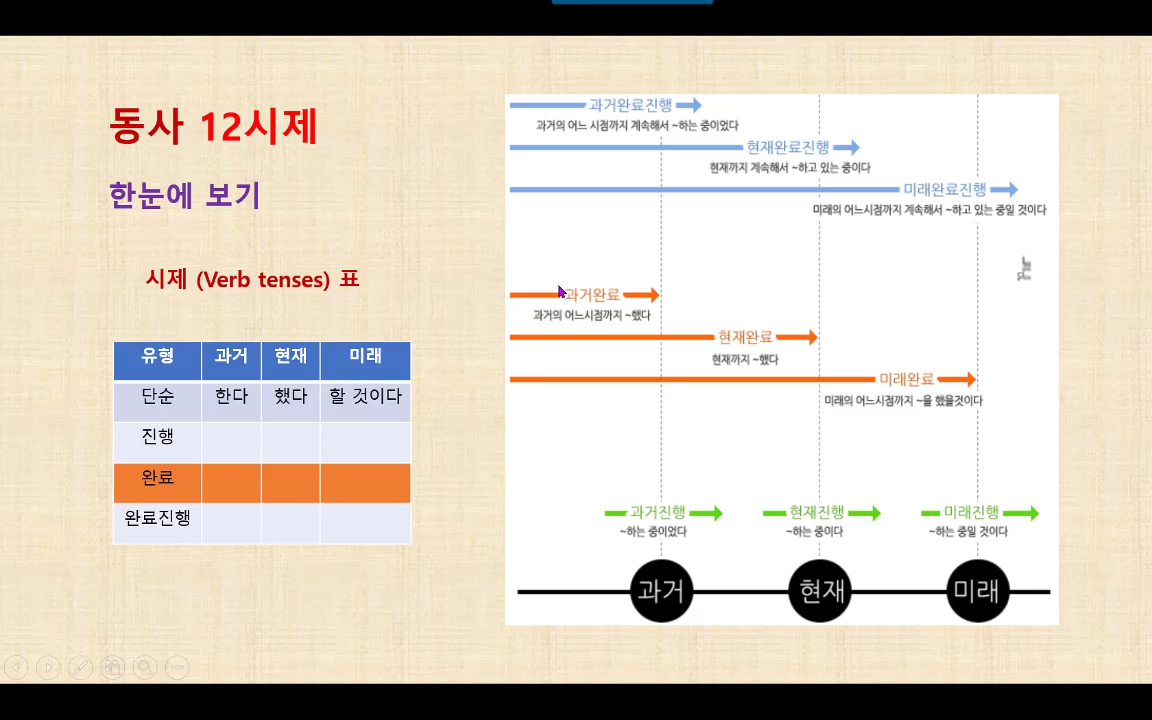 동사 12시제
한눈에 보기
시제 (Verb tenses) 표
유형 과거 현재 미래
단순 한다 했다 할 것이다
진행
완료
완료진행
과거완료진행
과거의 어느 시점까지 계속해서 ~하는 중이었다
현재완료진행
현재까지 계속해서 ~하고 있는 중이다
미래완료진행
미래의 어느시점까지 계속해서 ~하고 있는 중일 것이다
과거완료
과거의 어느시점까지 ~했다
현재완료
현재까지 ~했다
미래완료
미래의 어느시점까지 ~을 했을것이다
과거진행 현재진행 미래진행
~하는 중이었다 ~하는 중이다 ~하는 중일 것이다
과거 현재 미래